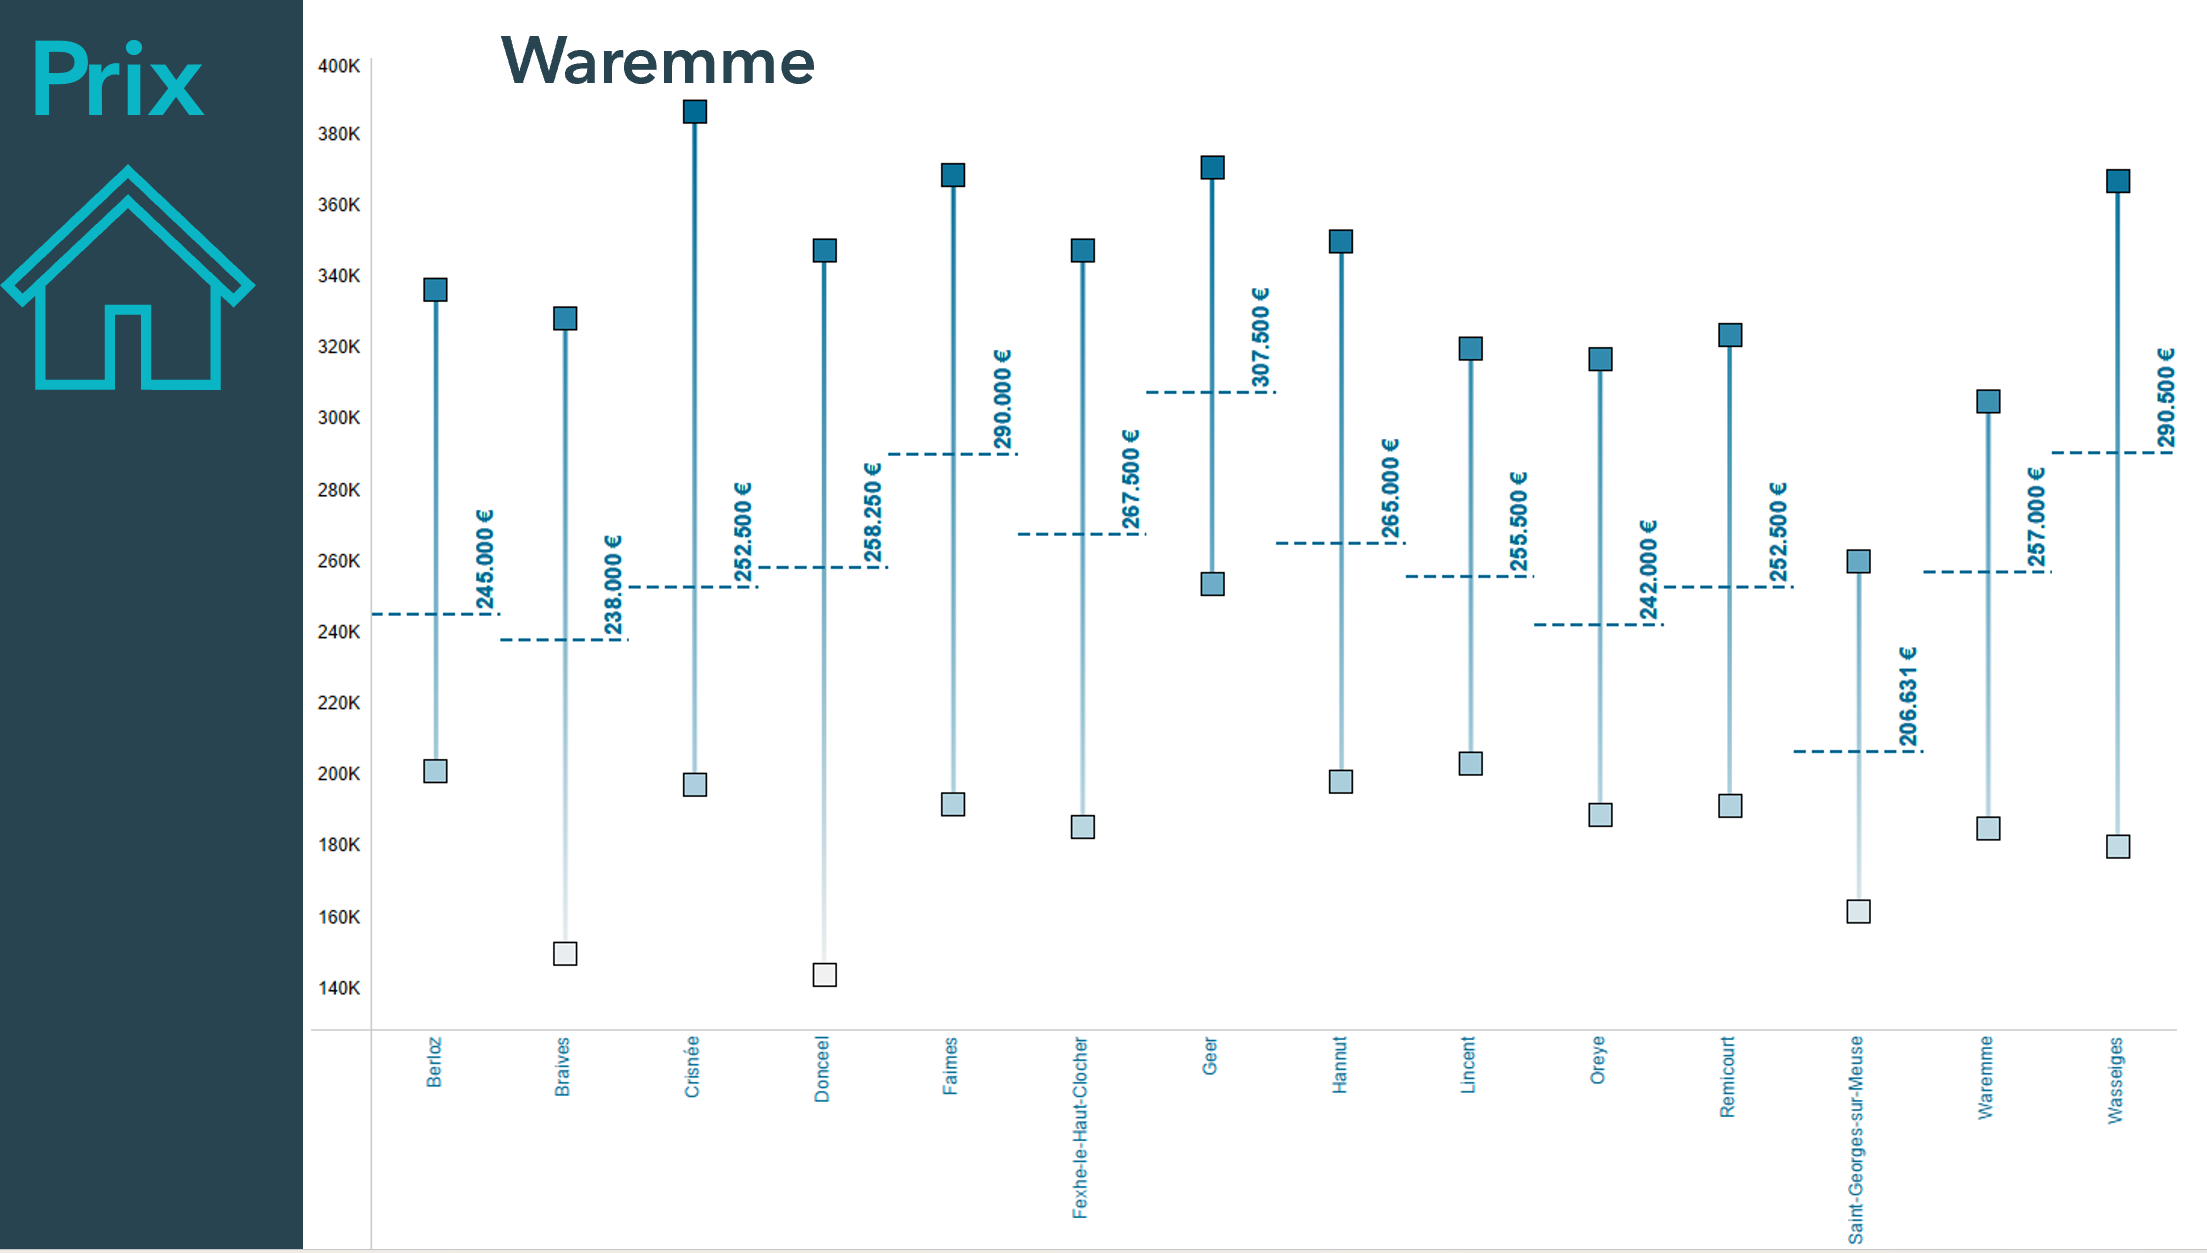 Prix
Waremme
400K
380K
360K
340K
320K
300K
280K
260K
240K
220K
200K
180K
160K
140K
245.000 €
238.000 €
252.500 €
258.250 €
290.000 €
267.500 €
307.500 €
265.000 €
255.500 €
242.000 €
252.500 €
206.631 €
257.000 €
290.500 €
Berloz
Braives
Crisnée
Donceel
Faimes
Fexhe-le-Haut-Clocher
Geer
Hannut
Lincent
Oreye
Remicourt
Saint-Georges-sur-Meuse
Waremme
Wasseiges